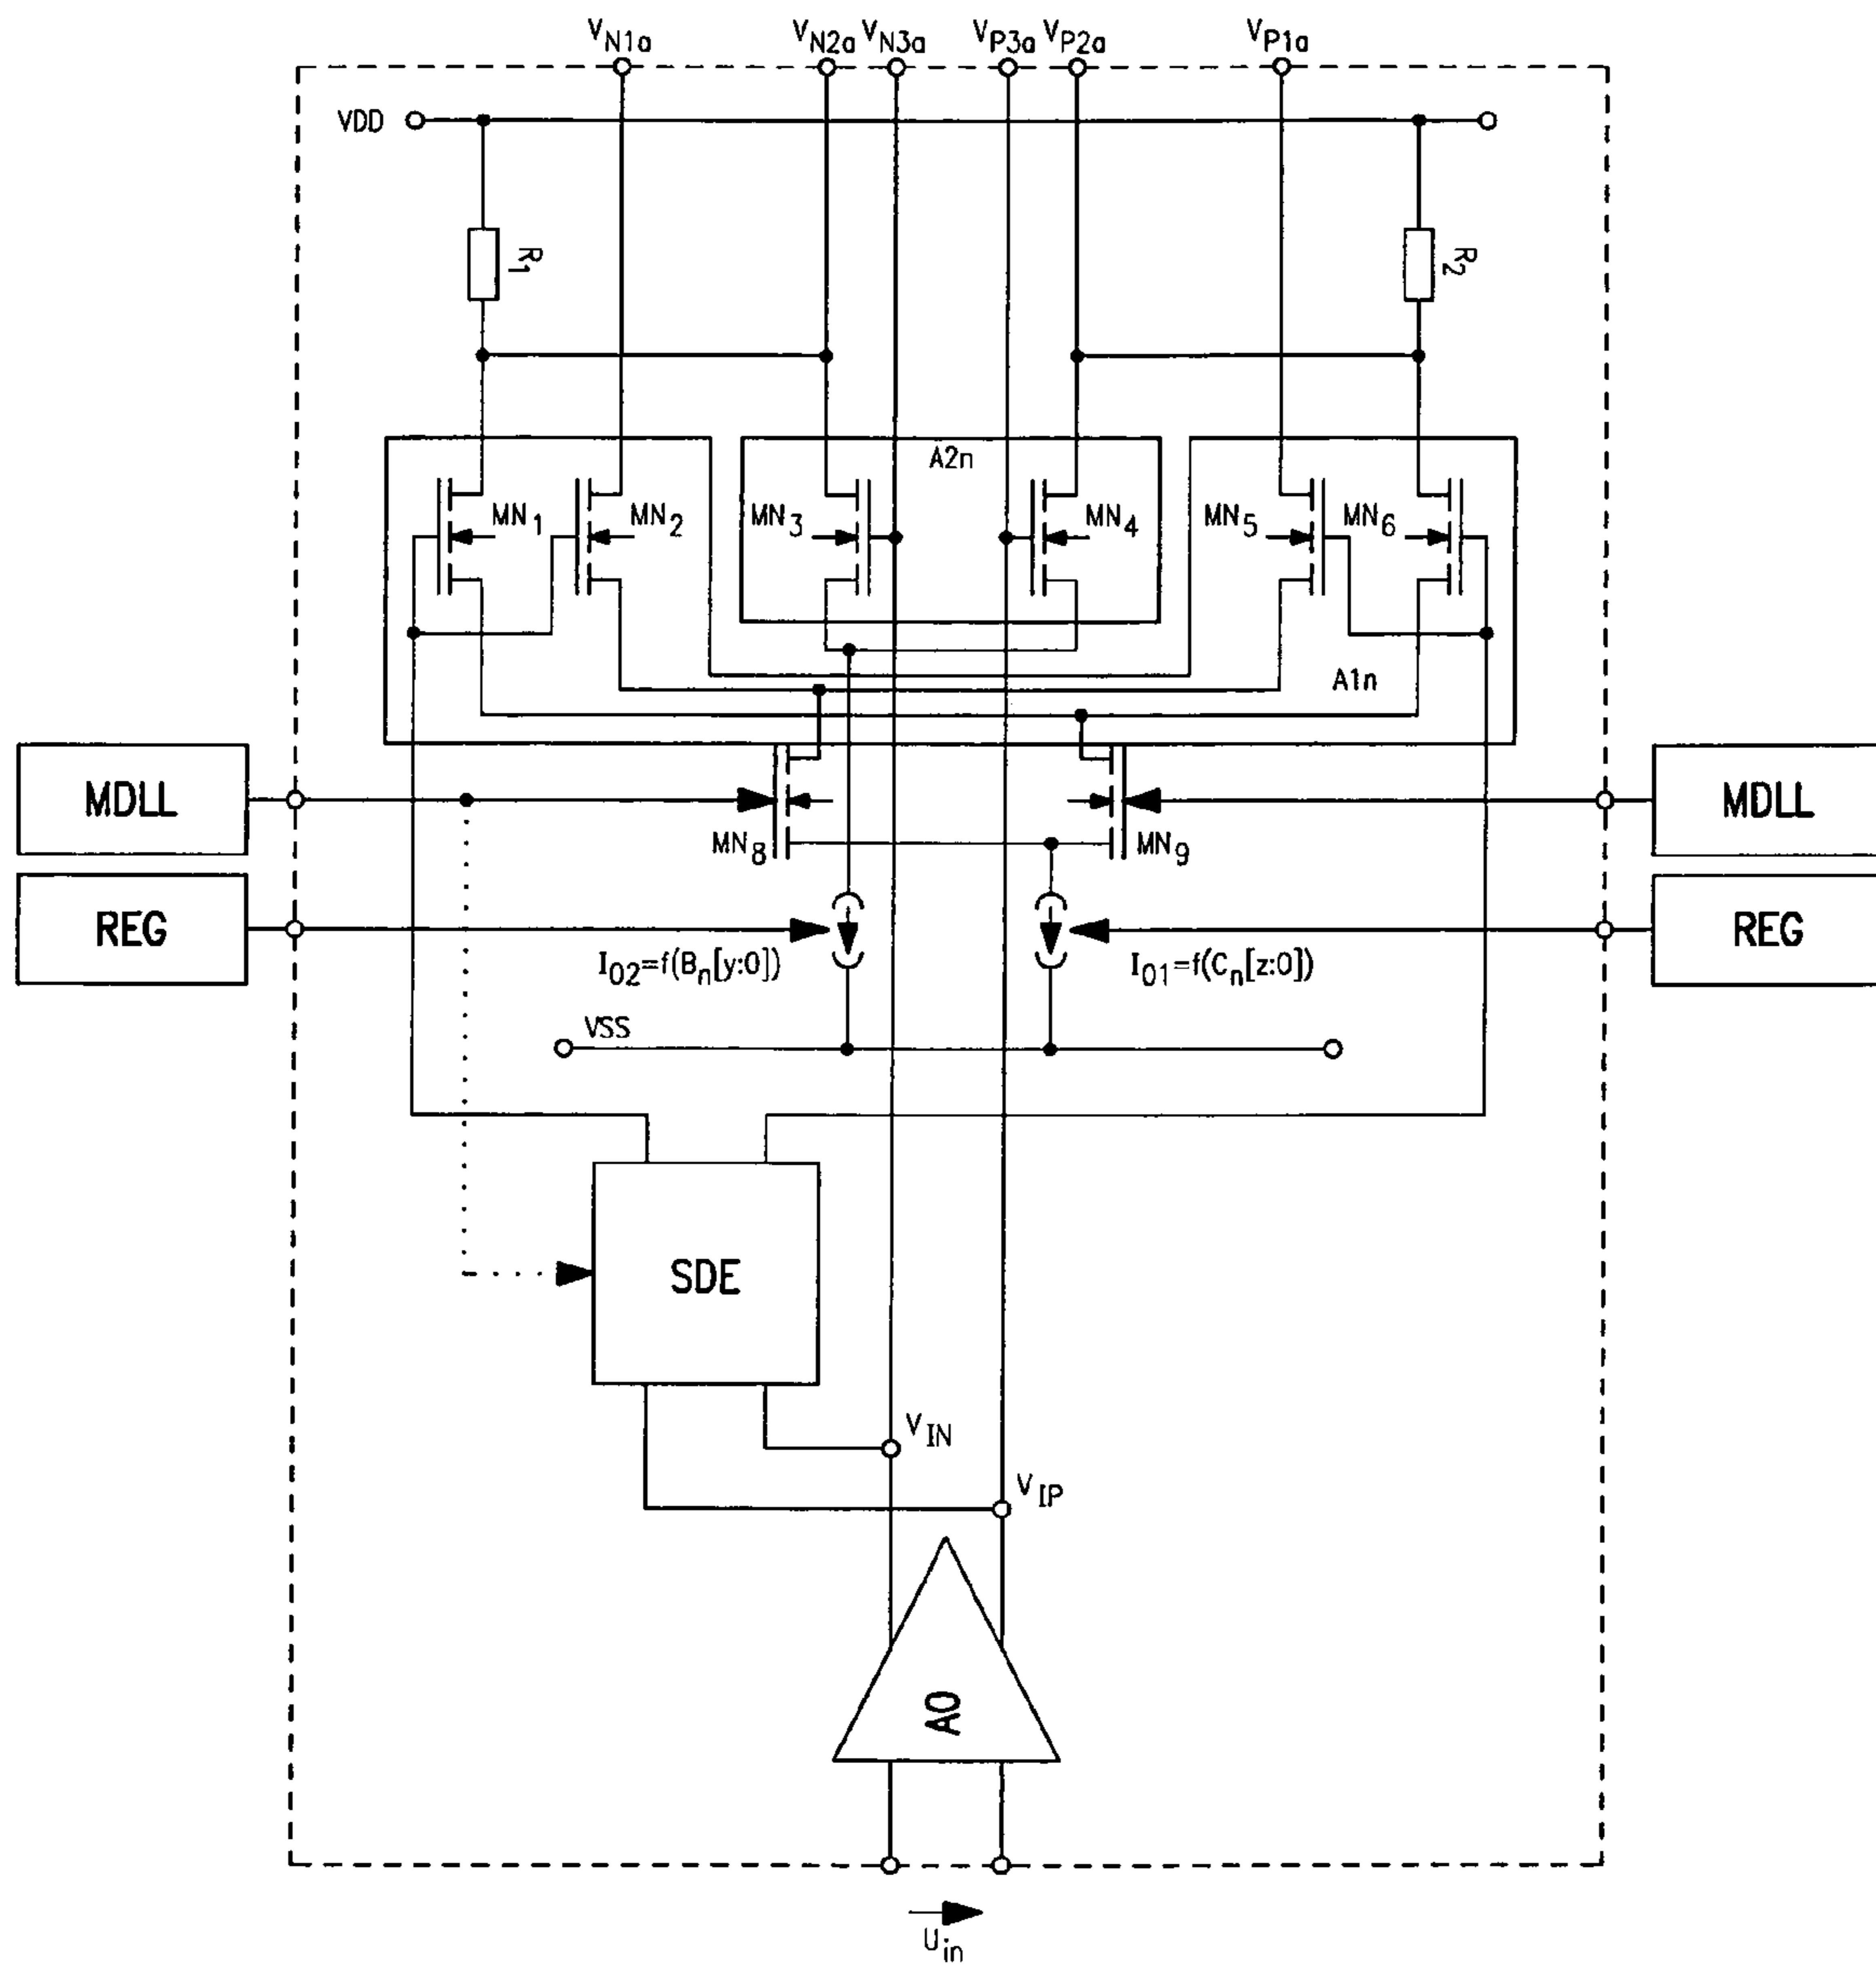 VN1a VN2a VN3a VP3a VP2a VP1a
VDD
R1 R2
A2n
MN1 MN2 MN3 MN4 MN5 MN6
A1n
MDLL MDLL
MN8 MN9
REG REG
I02=f(Bn[y:0]) I01=f(Cn[z:0])
VSS
SDE
VIN
VIP
A0
Uin